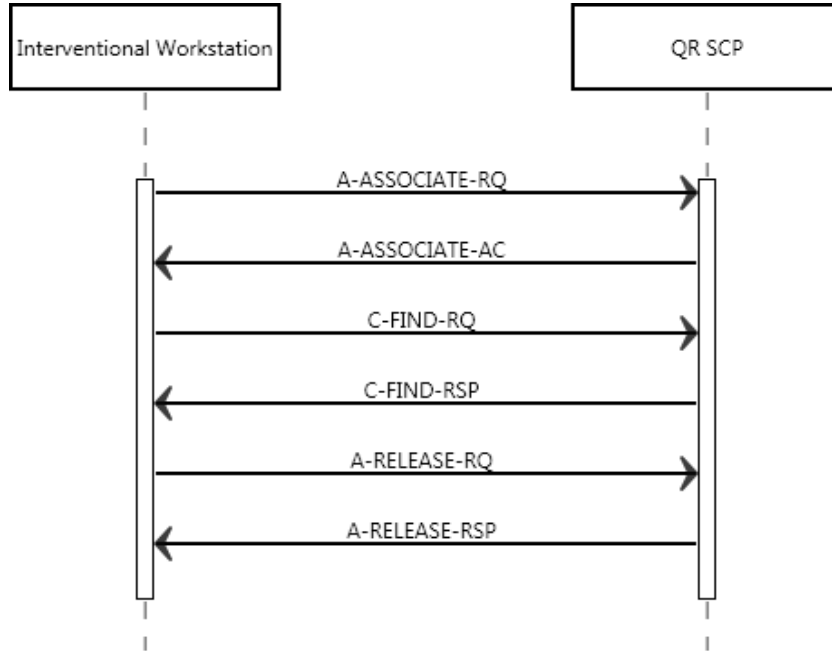 Interventional Workstation
QR SCP
A-ASSOCIATE-RQ
A-ASSOCIATE-AC
C-FIND-RQ
C-FIND-RSP
A-RELEASE-RQ
A-RELEASE-RSP